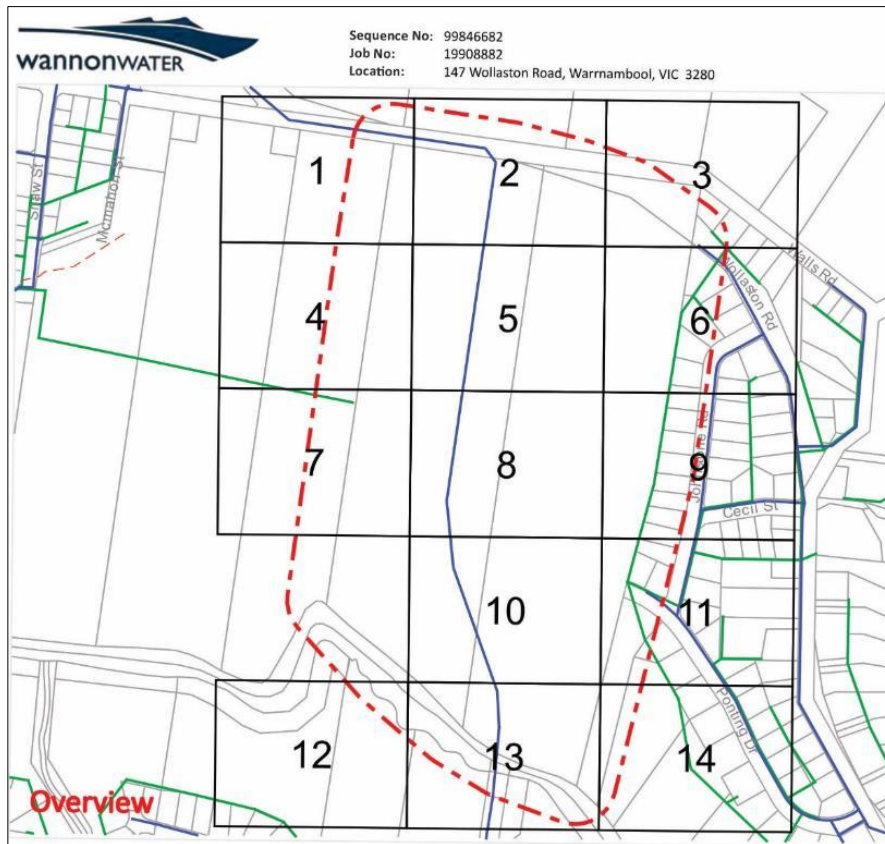 wannonWATER
Sequence No: 99846682
Job No: 19908882
Location: 147 Wollaston Road, Warrnambool, VIC 3280
1
2
3
Shaw St
Mcmahon St
Walls Rd
Wollaston Rd
4
5
6
7
8
9
Cecil St
10
11
12
13
14
Ponting Dr
Overview